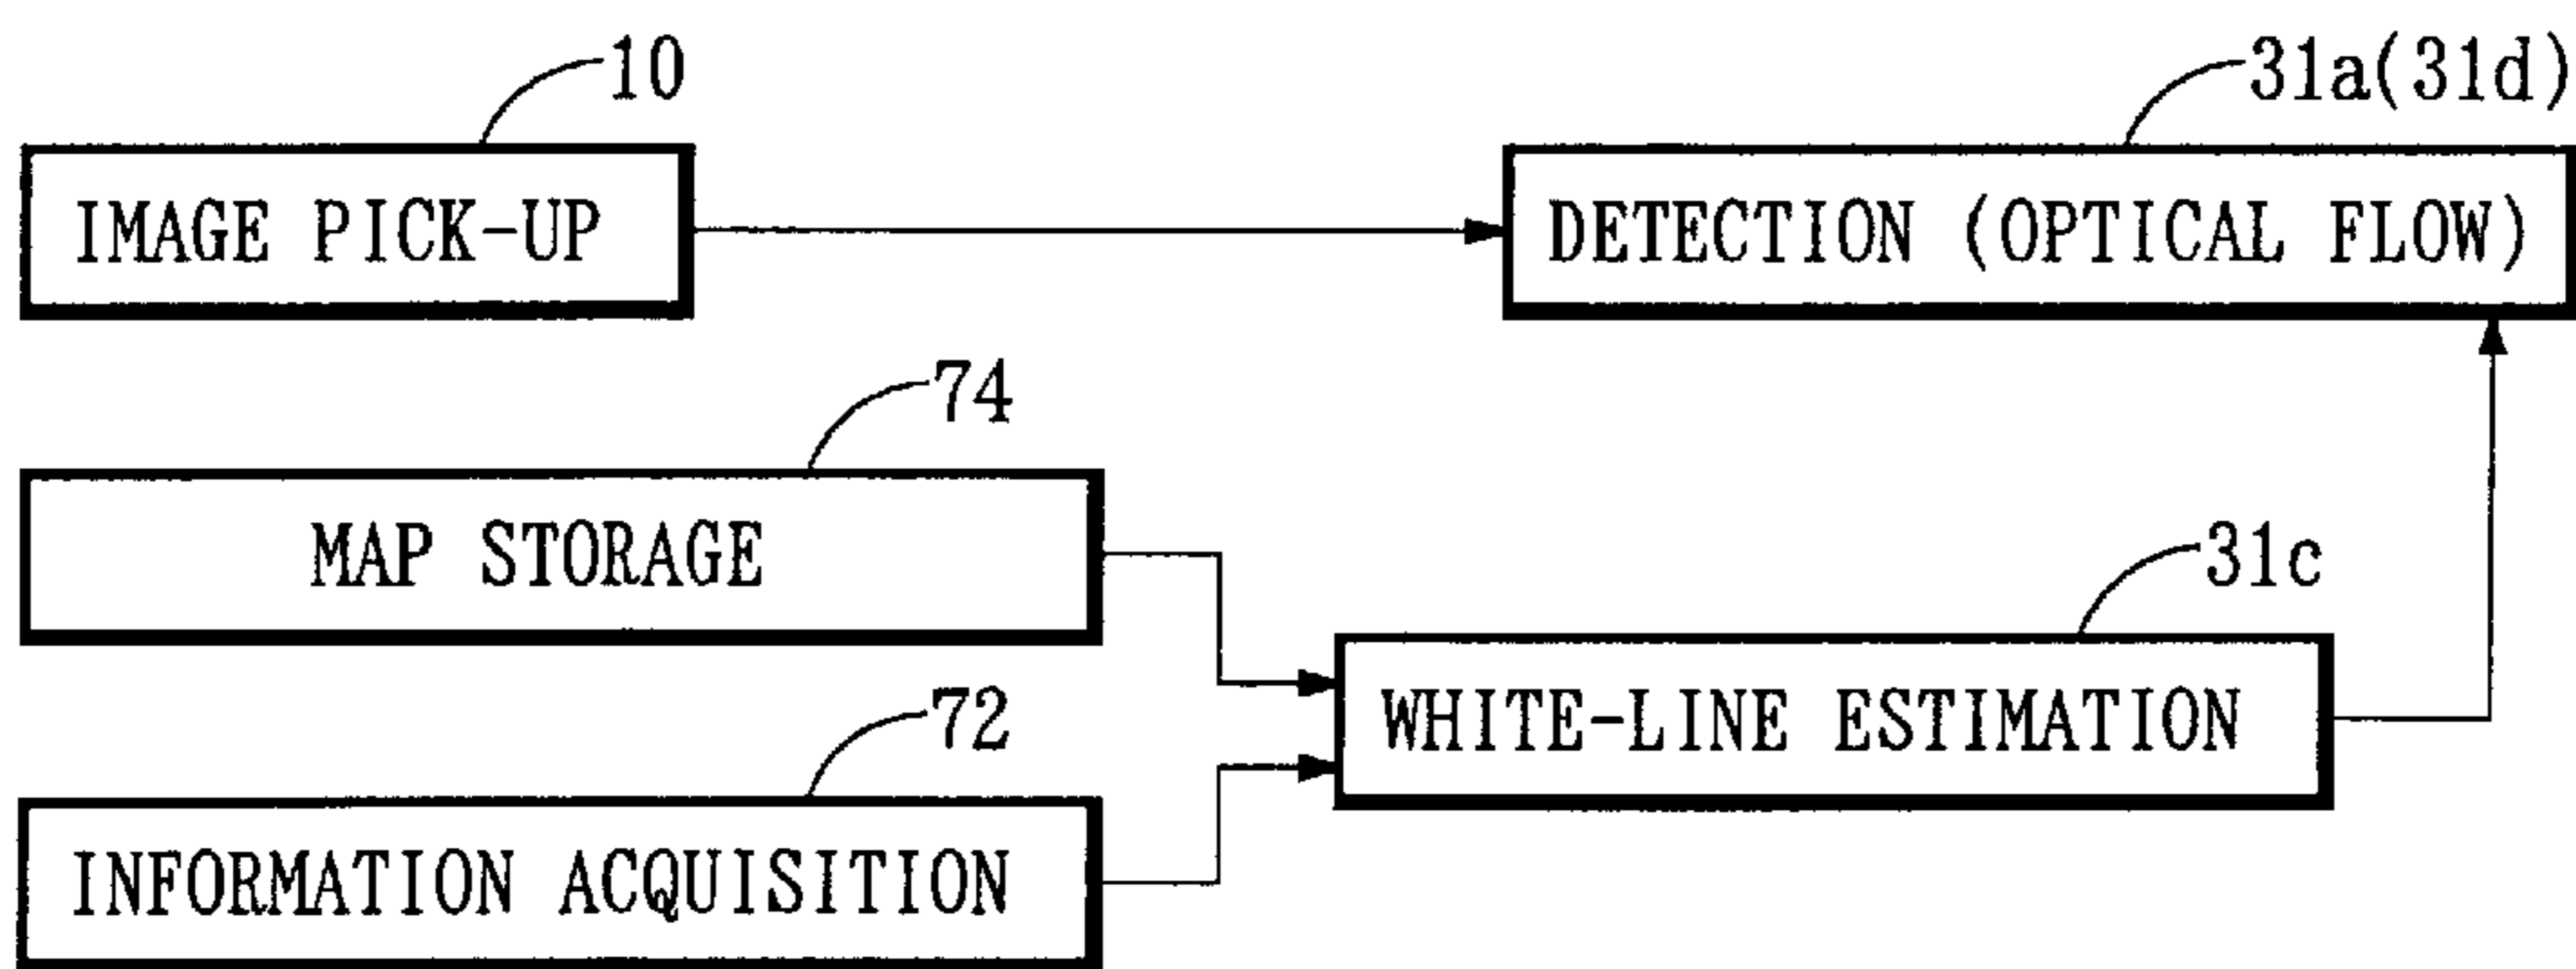 10
31a(31d)
IMAGE PICK-UP
DETECTION (OPTICAL FLOW)
74
MAP STORAGE
31c
72
WHITE-LINE ESTIMATION
INFORMATION ACQUISITION